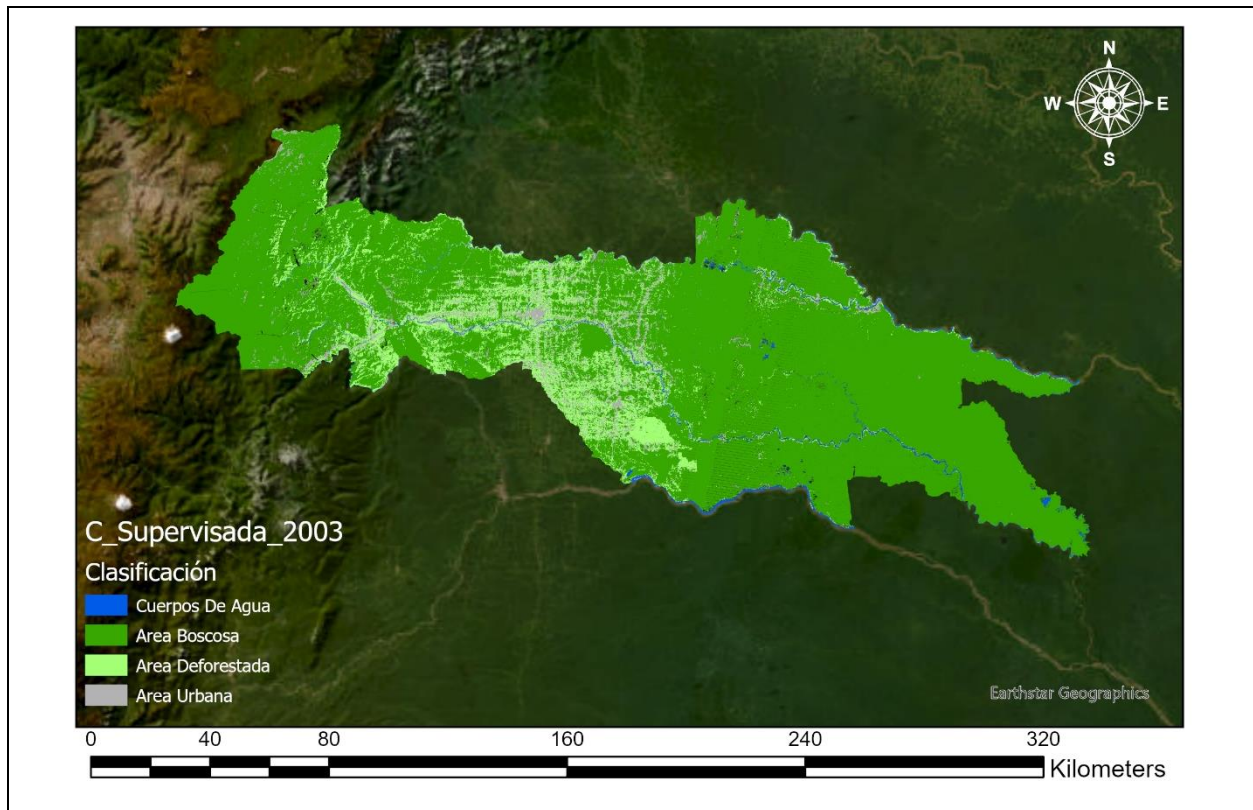 N
W E
S
C_Supervisada_2003
Clasificación
Cuerpos De Agua
Area Boscosa
Area Deforestada
Area Urbana
Earthstar Geographics
0 40 80 160 240 320
Kilometers